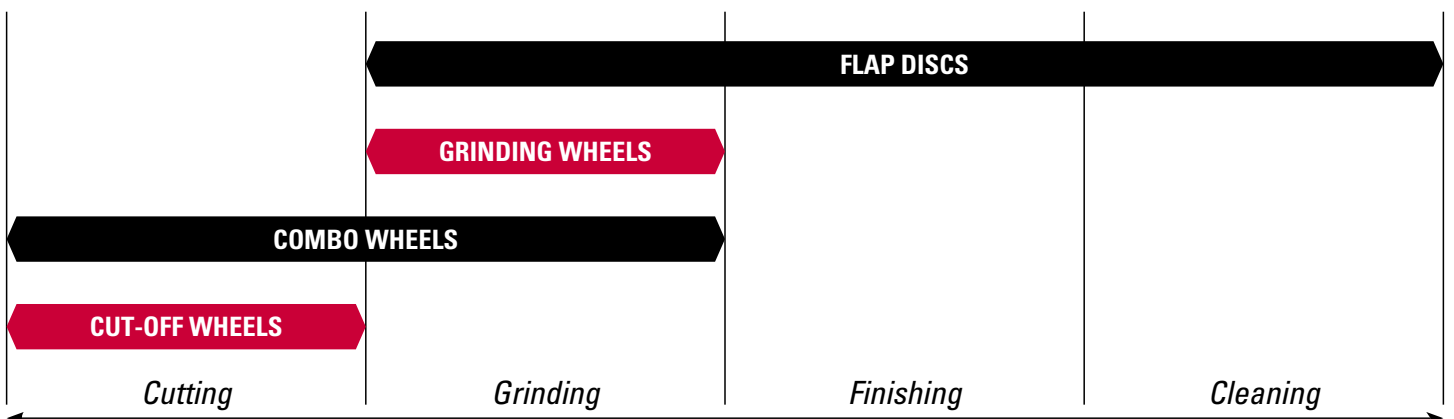 FLAP DISCS
GRINDING WHEELS
COMBO WHEELS
CUT-OFF WHEELS
Cutting Grinding Finishing Cleaning